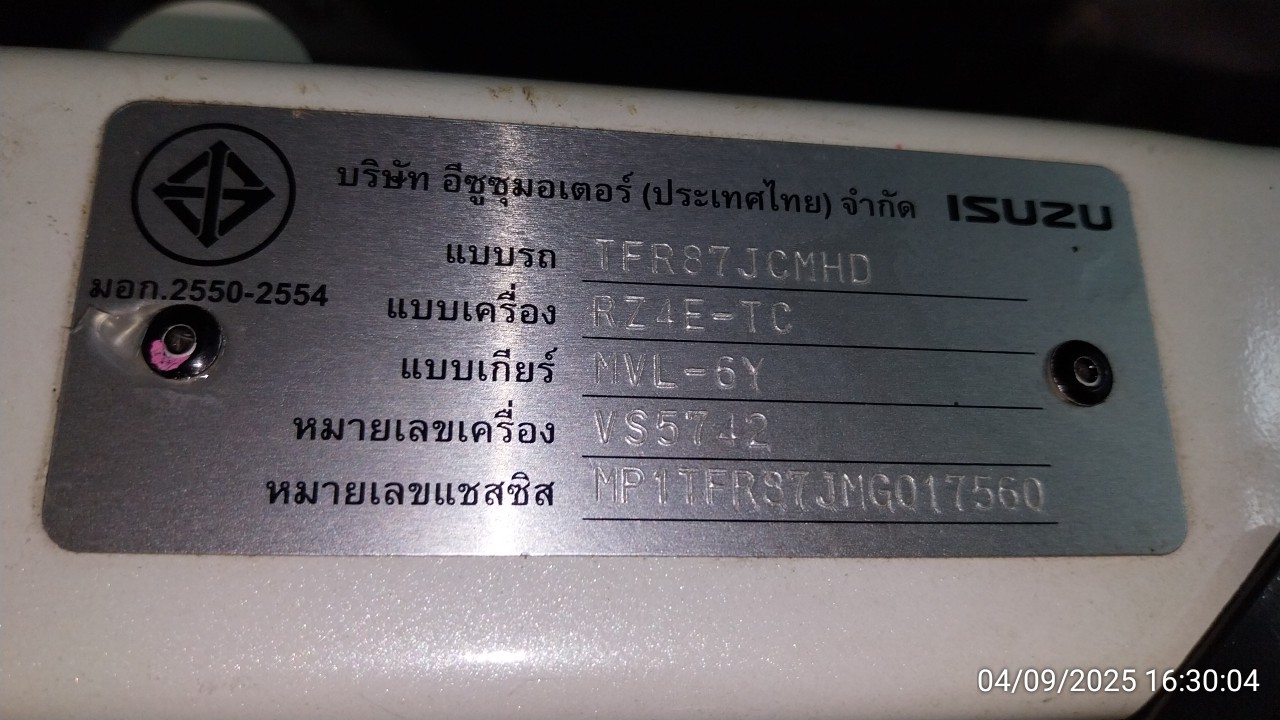 บริษัท อีซูซุมอเตอร์ (ประเทศไทย) จำกัด ISUZU
มอก.2550-2554
แบบรถ TFR87JCMHD
แบบเครื่อง RZ4E-TC
แบบเกียร์ MVL-6Y
หมายเลขเครื่อง VS5742
หมายเลขแชสซิส MP1TFR87JMG017560
04/09/2025 16:30:04